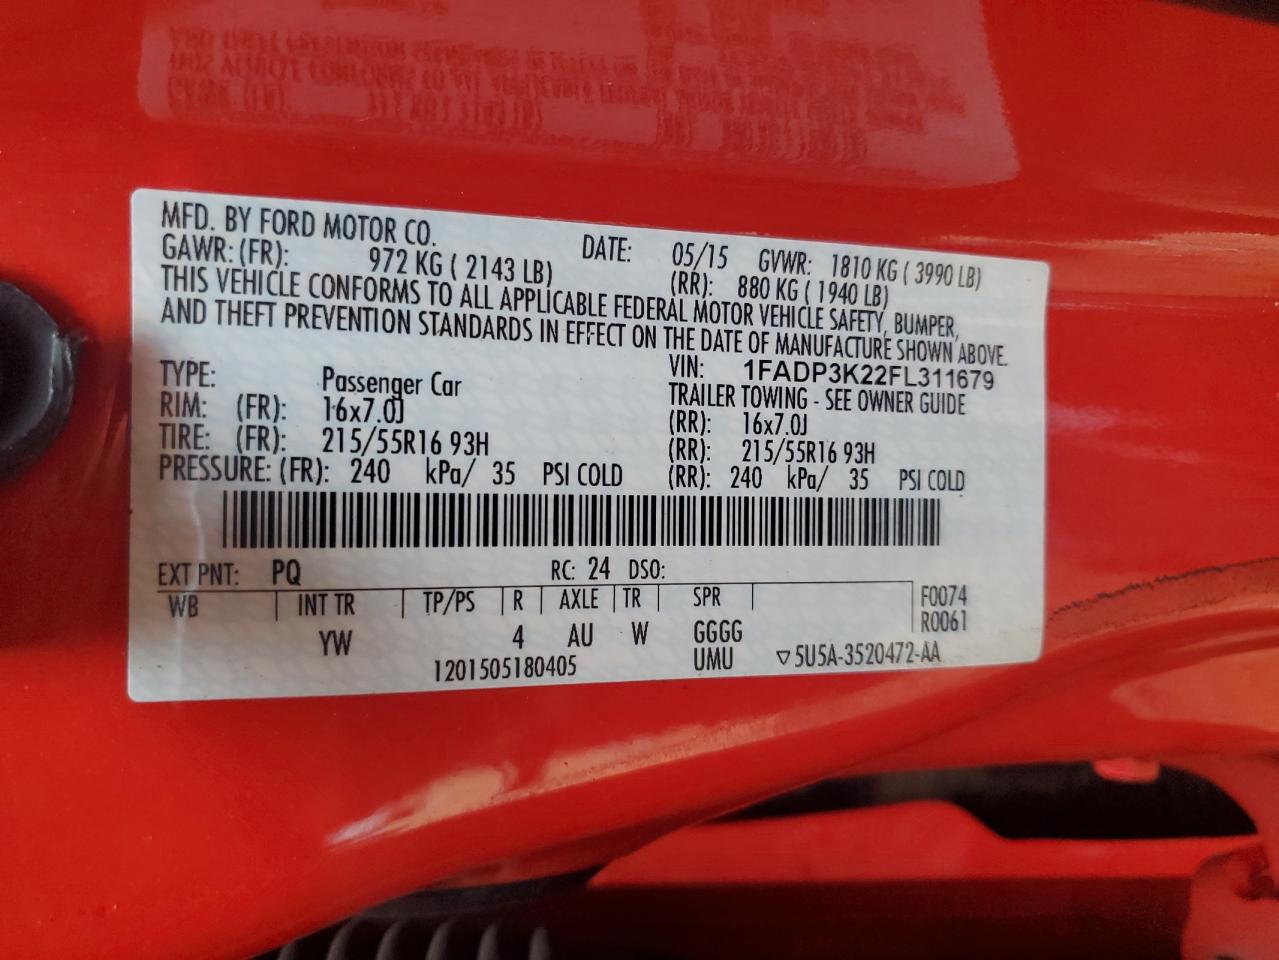 MFD. BY FORD MOTOR CO.
DATE: 05/15 GVWR: 1810 KG ( 3990 LB)
GAWR: (FR): 972 KG ( 2143 LB) (RR): 880 KG ( 1940 LB)
THIS VEHICLE CONFORMS TO ALL APPLICABLE FEDERAL MOTOR VEHICLE SAFETY, BUMPER,
AND THEFT PREVENTION STANDARDS IN EFFECT ON THE DATE OF MANUFACTURE SHOWN ABOVE.
VIN: 1FADP3K22FL311679
TYPE: Passenger Car TRAILER TOWING - SEE OWNER GUIDE
RIM: (FR): 16x7.0J (RR): 16x7.0J
TIRE: (FR): 215/55R16 93H (RR): 215/55R16 93H
PRESSURE: (FR): 240 kPa/ 35 PSI COLD (RR): 240 kPa/ 35 PSI COLD
EXT PNT: PQ RC: 24 DSO:
WB INT TR TP/PS R AXLE TR SPR F0074
R0061
YW 4 AU W GGGG
1201505180405 UMU ▽5U5A-3520472-AA